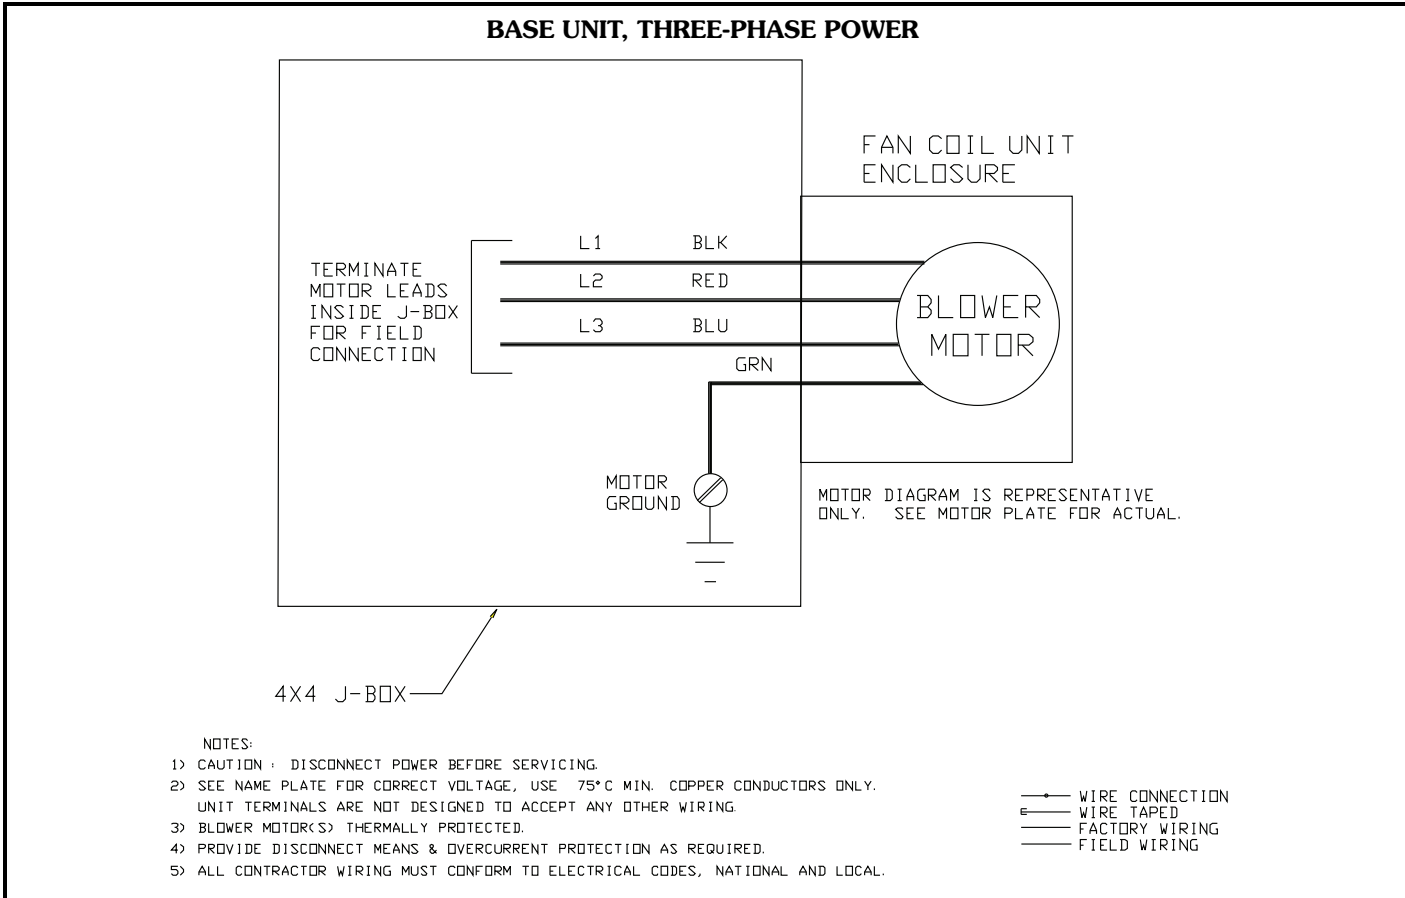 BASE UNIT, THREE-PHASE POWER
FAN COIL UNIT
ENCLOSURE
L1 BLK
L2 RED
L3 BLU
GRN
TERMINATE
MOTOR LEADS
INSIDE J-BOX
FOR FIELD
CONNECTION
BLOWER
MOTOR
MOTOR
GROUND
MOTOR DIAGRAM IS REPRESENTATIVE
ONLY. SEE MOTOR PLATE FOR ACTUAL.
4X4 J-BOX
NOTES:
1) CAUTION : DISCONNECT POWER BEFORE SERVICING.
2) SEE NAME PLATE FOR CORRECT VOLTAGE, USE 75°C MIN. COPPER CONDUCTORS ONLY.
UNIT TERMINALS ARE NOT DESIGNED TO ACCEPT ANY OTHER WIRING.
3) BLOWER MOTOR(S) THERMALLY PROTECTED.
4) PROVIDE DISCONNECT MEANS & OVERCURRENT PROTECTION AS REQUIRED.
5) ALL CONTRACTOR WIRING MUST CONFORM TO ELECTRICAL CODES, NATIONAL AND LOCAL.
WIRE CONNECTION
WIRE TAPED
FACTORY WIRING
FIELD WIRING